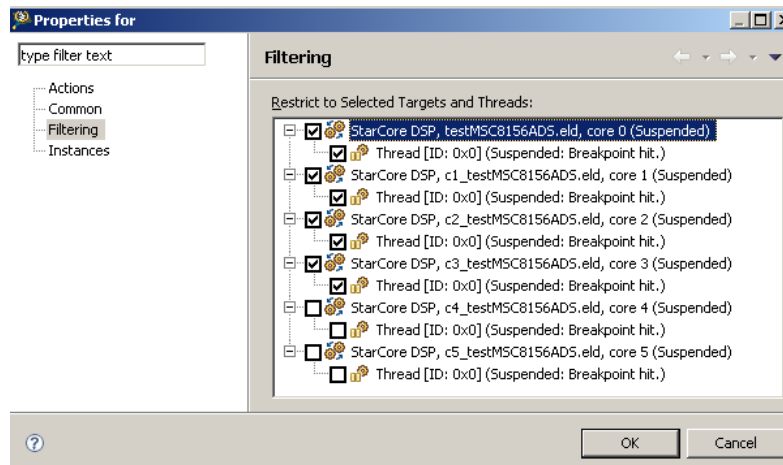 Properties for
type filter text
Actions
Common
Filtering
Instances
Filtering
Restrict to Selected Targets and Threads:
StarCore DSP, testMSC8156ADS.eld, core 0 (Suspended)
Thread [ID: 0x0] (Suspended: Breakpoint hit.)
StarCore DSP, c1_testMSC8156ADS.eld, core 1 (Suspended)
Thread [ID: 0x0] (Suspended: Breakpoint hit.)
StarCore DSP, c2_testMSC8156ADS.eld, core 2 (Suspended)
Thread [ID: 0x0] (Suspended: Breakpoint hit.)
StarCore DSP, c3_testMSC8156ADS.eld, core 3 (Suspended)
Thread [ID: 0x0] (Suspended: Breakpoint hit.)
StarCore DSP, c4_testMSC8156ADS.eld, core 4 (Suspended)
Thread [ID: 0x0] (Suspended: Breakpoint hit.)
StarCore DSP, c5_testMSC8156ADS.eld, core 5 (Suspended)
Thread [ID: 0x0] (Suspended: Breakpoint hit.)
?
OK Cancel